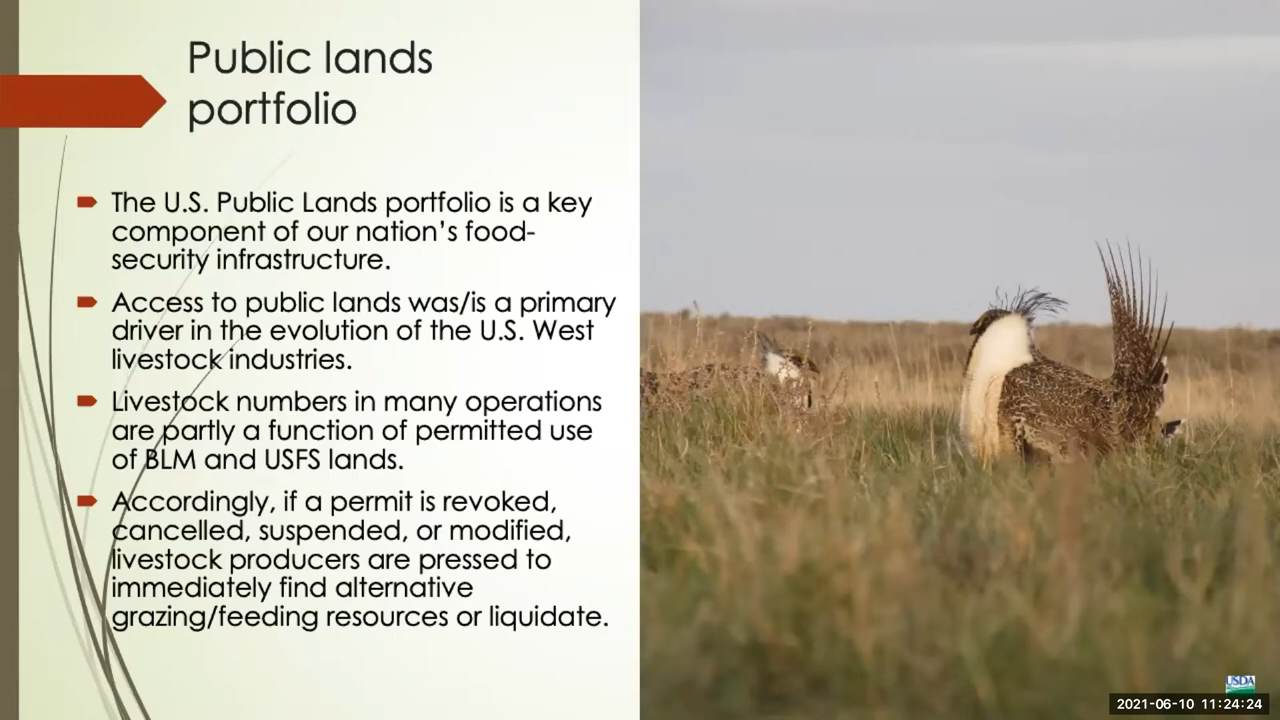 Public lands
portfolio
The U.S. Public Lands portfolio is a key
component of our nation's food-
security infrastructure.
Access to public lands was/is a primary
driver in the evolution of the U.S. West
livestock industries.
Livestock numbers in many operations
are partly a function of permitted use
of BLM and USFS lands.
Accordingly, if a permit is revoked,
cancelled, suspended, or modified,
livestock producers are pressed to
immediately find alternative
grazing/feeding resources or liquidate.
USDA
2021-06-10 11:24:24